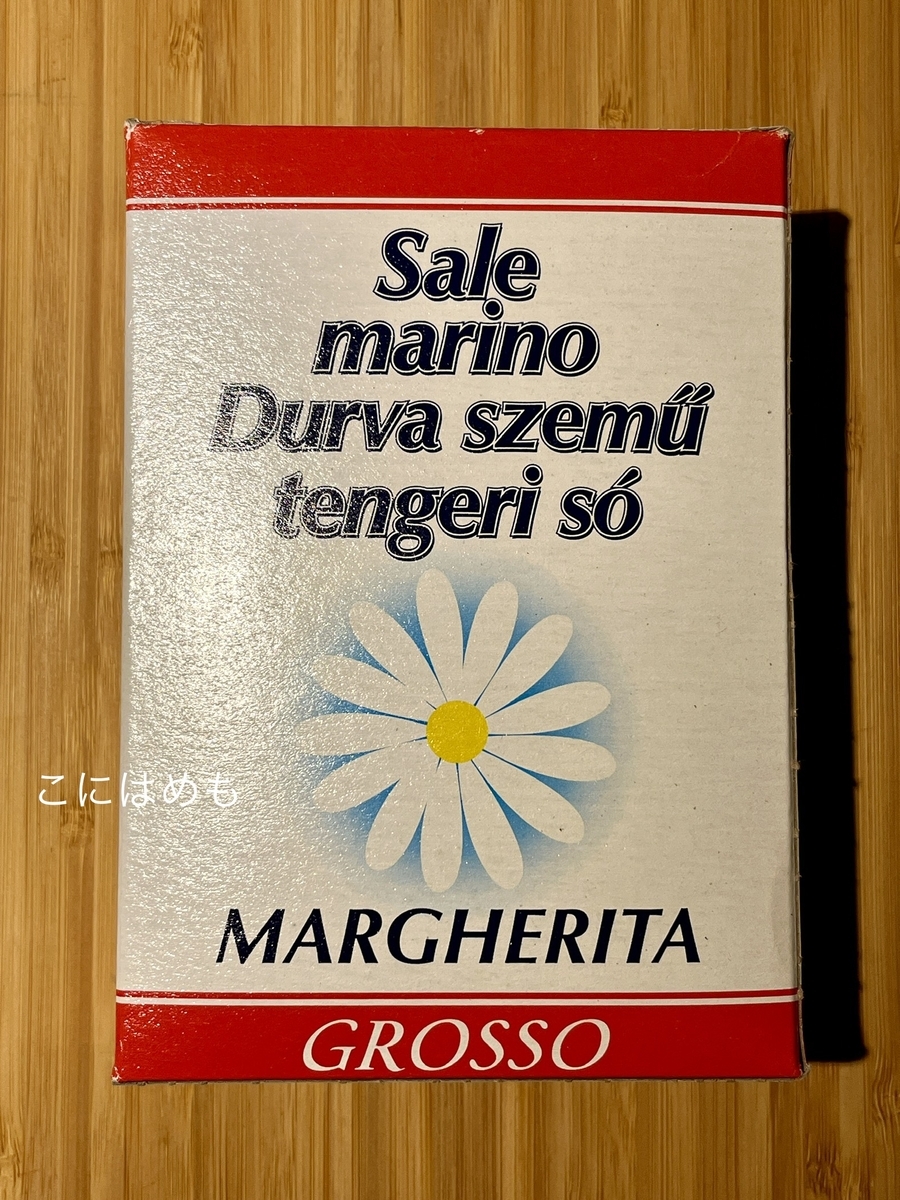 Sale
marino
Durva szemű
tengeri só
こにはめも
MARGHERITA
GROSSO